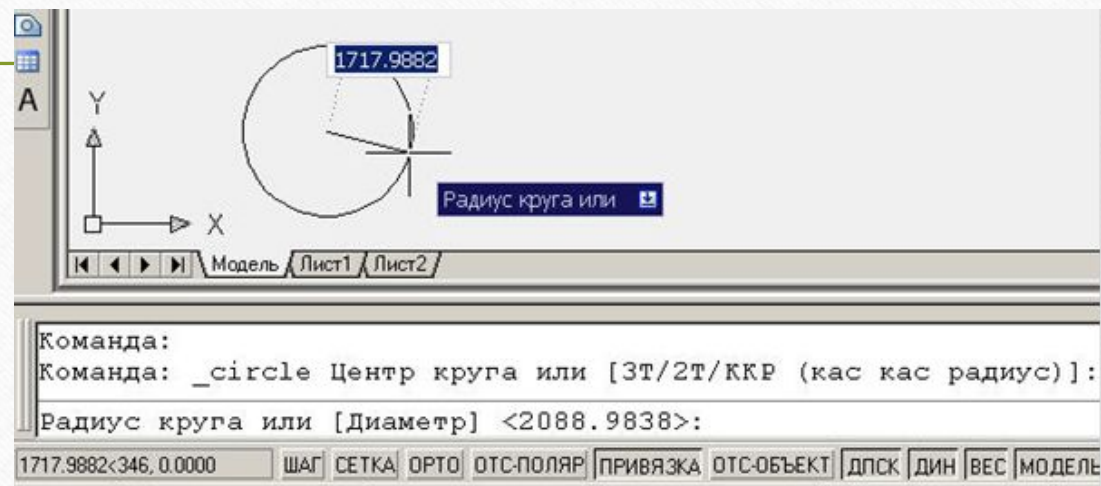 1717.9882
A
Y
Радиус круга или
X
Модель Лист1 Лист2
Команда:
Команда: _circle Центр круга или [3Т/2Т/ККР (кас кас радиус)]:
Радиус круга или [Диаметр] <2088.9838>:
1717.9882<346, 0.0000 ШАГ СЕТКА ОРТО ОТС-ПОЛЯР ПРИВЯЗКА ОТС-ОБЪЕКТ ДПСК ДИН ВЕС МОДЕЛЬ